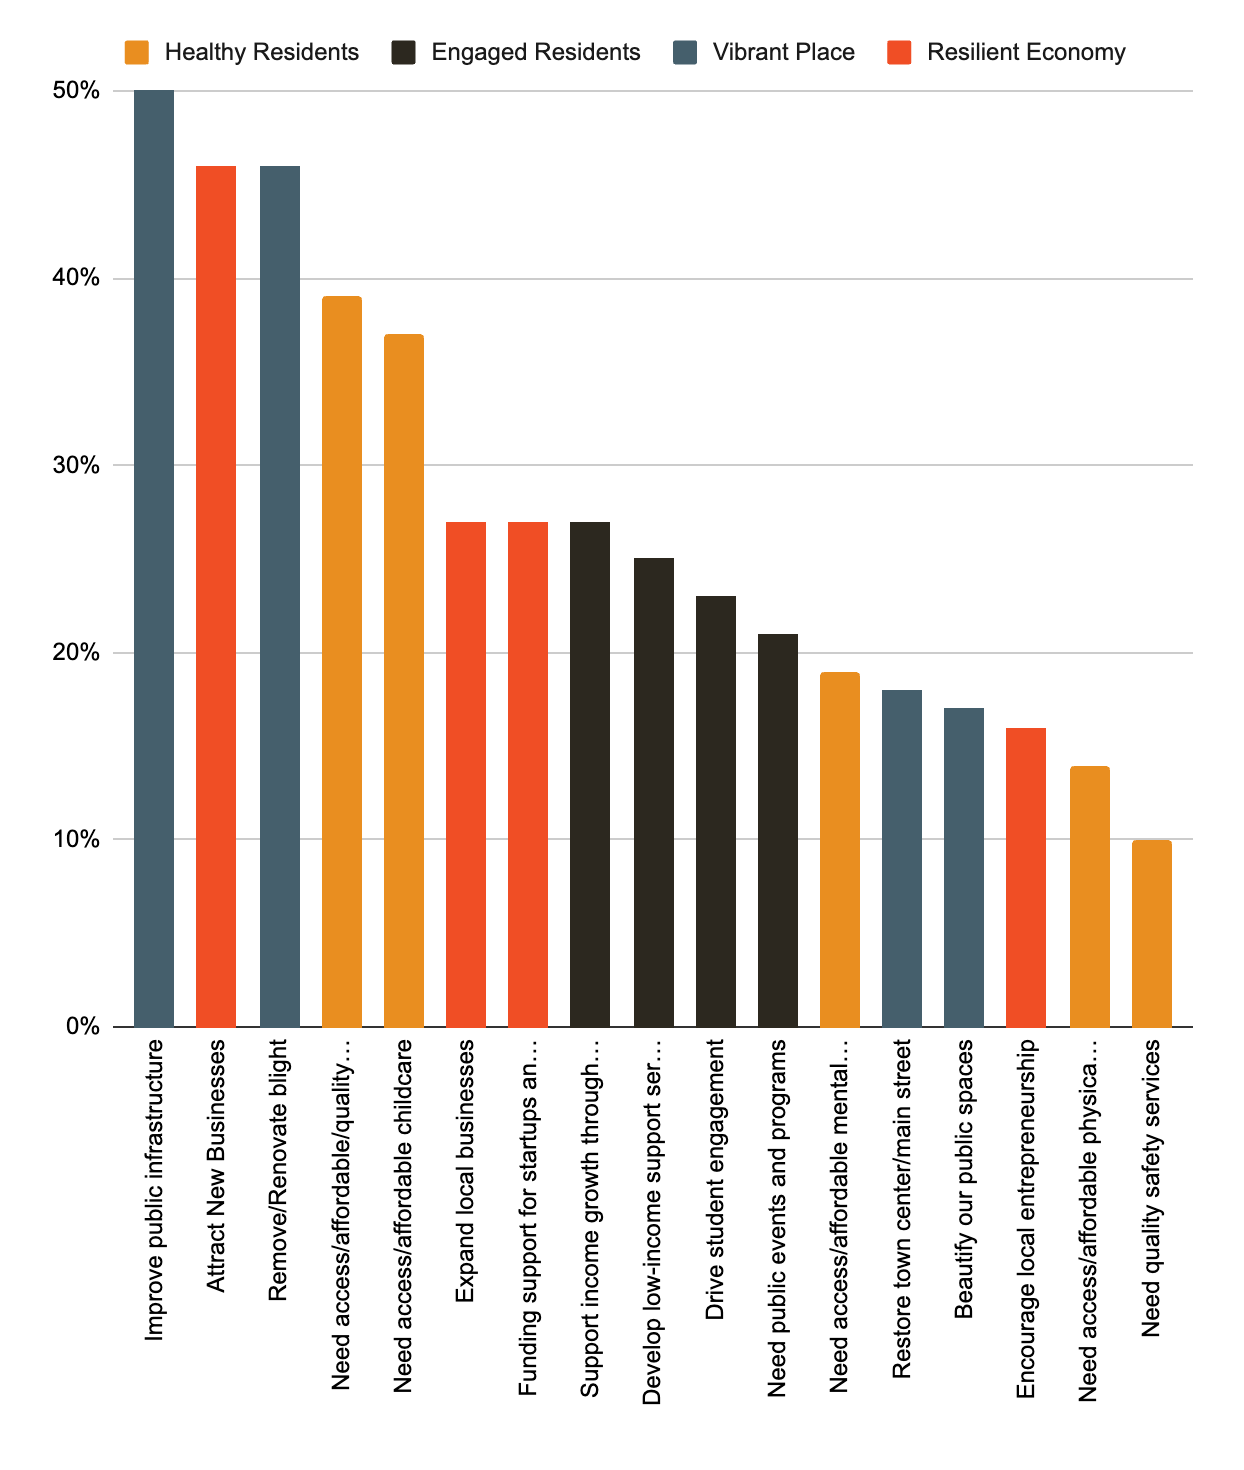 Healthy Residents Engaged Residents Vibrant Place Resilient Economy
50%
40%
30%
20%
10%
0%
Improve public infrastructure
Attract New Businesses
Remove/Renovate blight
Need access/affordable/quality…
Need access/affordable childcare
Expand local businesses
Funding support for startups an…
Support income growth through…
Develop low-income support ser…
Drive student engagement
Need public events and programs
Need access/affordable mental…
Restore town center/main street
Beautify our public spaces
Encourage local entrepreneurship
Need access/affordable physica…
Need quality safety services